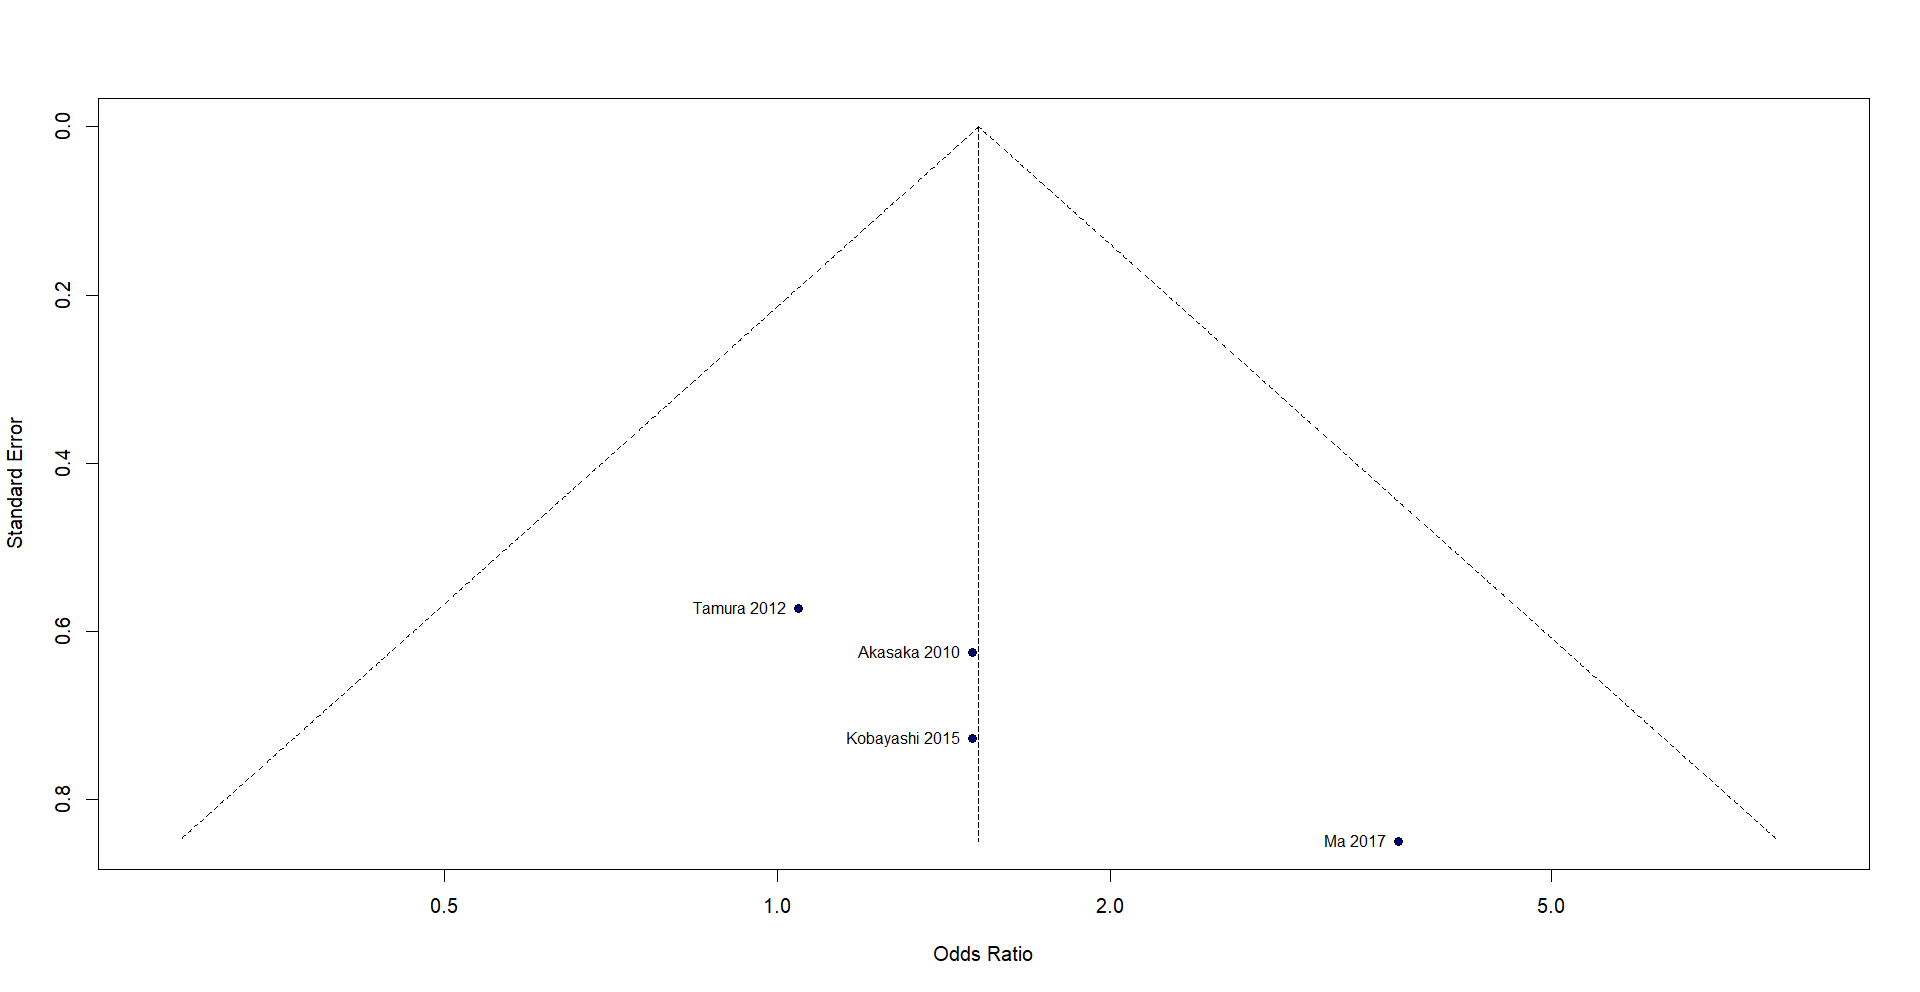 0.0
0.2
0.4
0.6
0.8
Standard Error
Tamura 2012
Akasaka 2010
Kobayashi 2015
Ma 2017
0.5 1.0 2.0 5.0
Odds Ratio